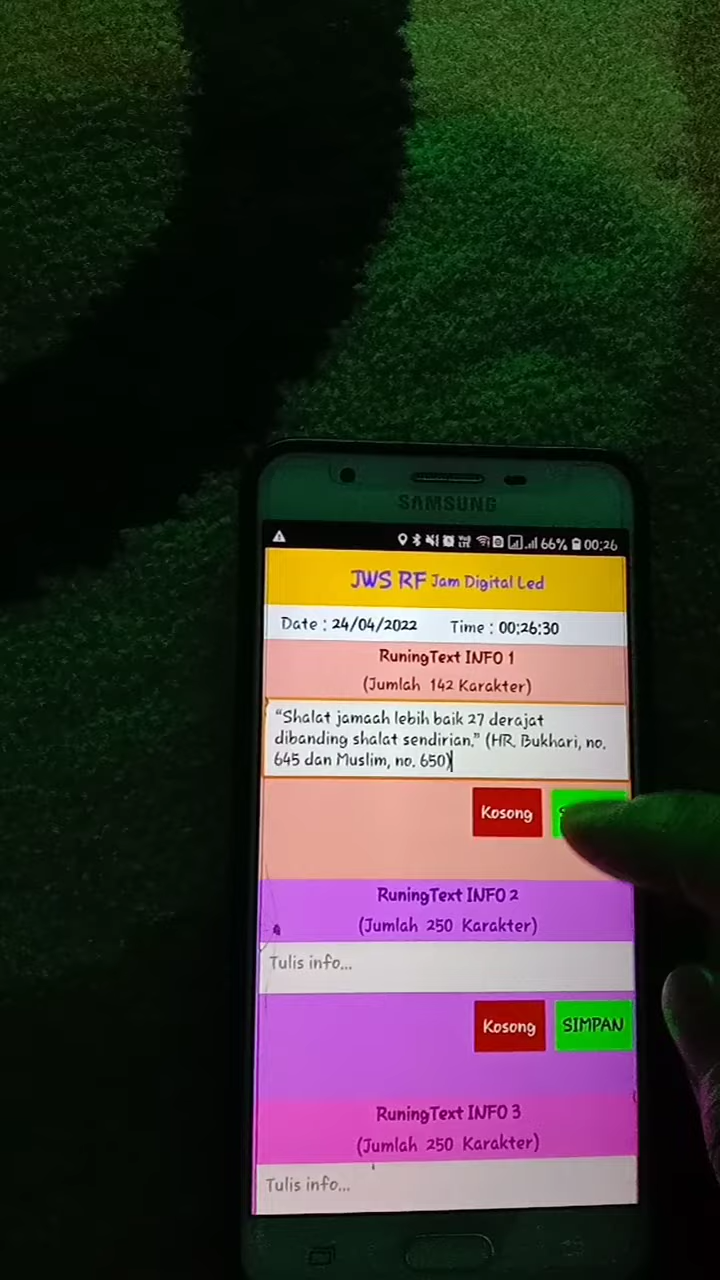 SAMSUNG
66% 00:26
JWS RF Jam Digital Led
Date : 24/04/2022 Time : 00:26:30
RuningText INFO 1
(Jumlah 142 Karakter)
“Shalat jamaah lebih baik 27 derajat
dibanding shalat sendirian.” (HR. Bukhari, no.
645 dan Muslim, no. 650)
Kosong
RuningText INFO 2
(Jumlah 250 Karakter)
Tulis info...
Kosong SIMPAN
RuningText INFO 3
(Jumlah 250 Karakter)
Tulis info...